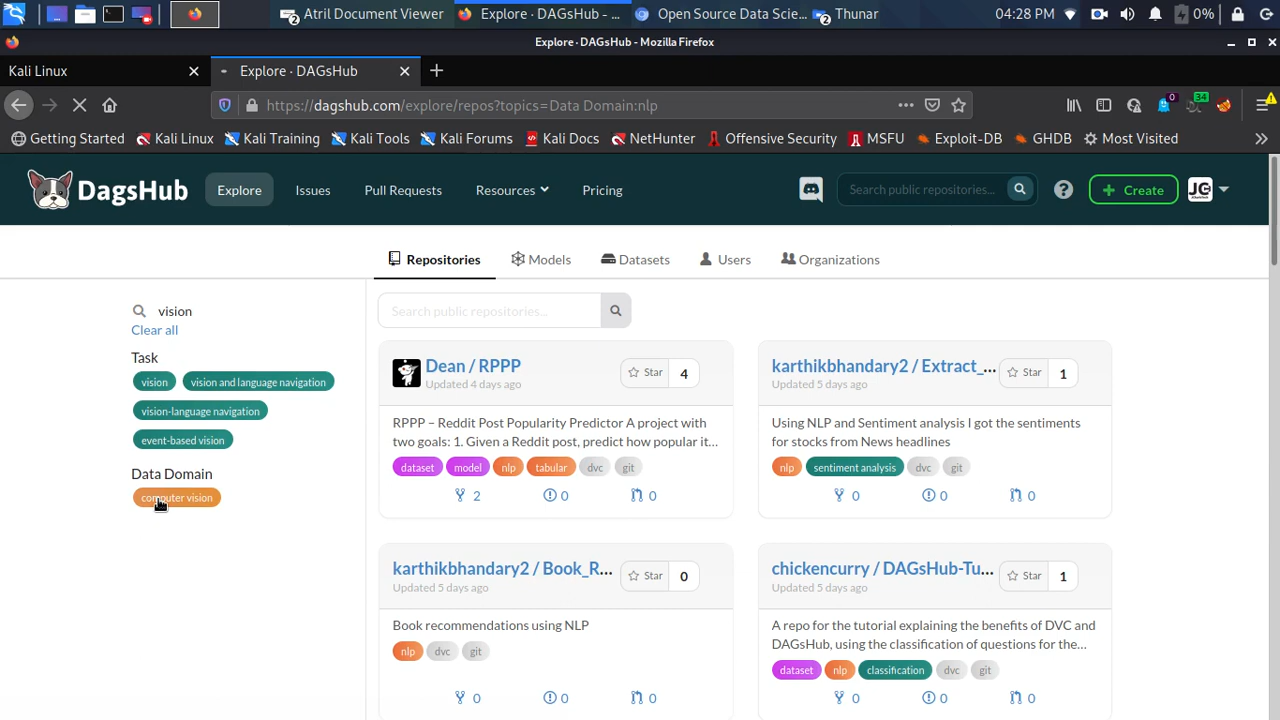 2 Atril Document Viewer
Explore · DAGsHub - ...
Open Source Data Scie...
2 Thunar
04:28 PM
0%
Explore · DAGsHub - Mozilla Firefox
Kali Linux
Explore · DAGsHub
https://dagshub.com/explore/repos?topics=Data Domain:nlp
0
34
Getting Started
Kali Linux
Kali Training
Kali Tools
Kali Forums
Kali Docs
NetHunter
Offensive Security
MSFU
Exploit-DB
GHDB
Most Visited
DagsHub
Explore
Issues
Pull Requests
Resources
Pricing
Search public repositories...
Create
JC
Repositories
Models
Datasets
Users
Organizations
vision
Clear all
Task
vision
vision and language navigation
vision-language navigation
event-based vision
Data Domain
computer vision
Search public repositories...
Dean / RPPP
Updated 4 days ago
Star 4
RPPP – Reddit Post Popularity Predictor A project with
two goals: 1. Given a Reddit post, predict how popular it...
dataset model nlp tabular dvc git
2 0 0
karthikbhandary2 / Extract_...
Updated 5 days ago
Star 1
Using NLP and Sentiment analysis I got the sentiments
for stocks from News headlines
nlp sentiment analysis dvc git
0 0 0
karthikbhandary2 / Book_R...
Updated 5 days ago
Star 0
Book recommendations using NLP
nlp dvc git
0 0 0
chickencurry / DAGsHub-Tu...
Updated 5 days ago
Star 1
A repo for the tutorial explaining the benefits of DVC and
DAGsHub, using the classification of questions for the...
dataset nlp classification dvc git
0 0 0